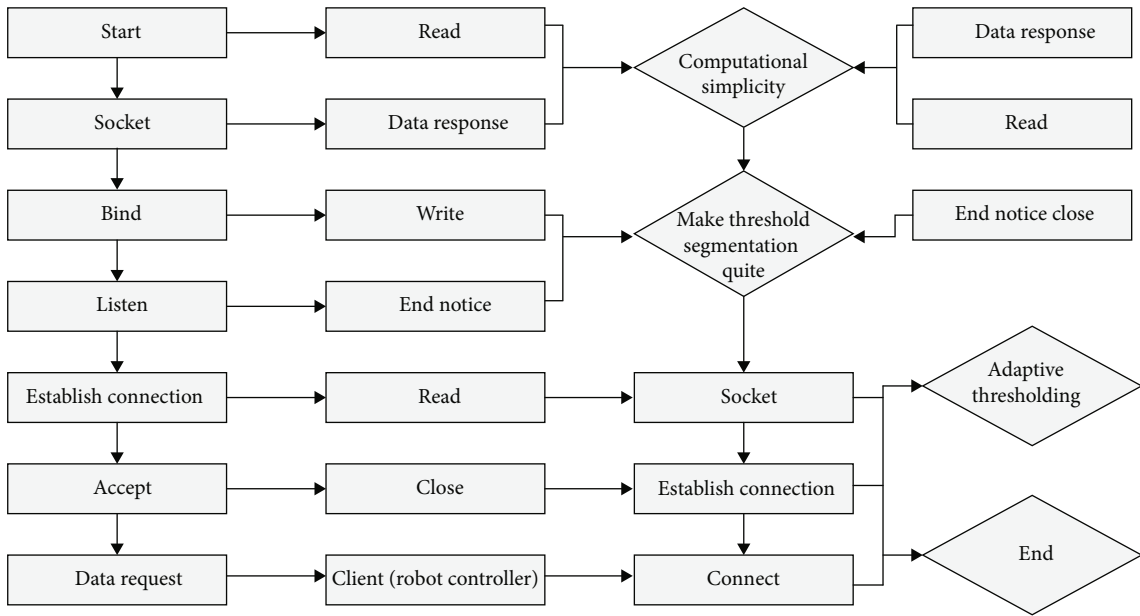 Start
Read
Computational
simplicity
Data response
Socket
Data response
Read
Bind
Write
Make threshold
segmentation
quite
End notice close
Listen
End notice
Establish connection
Read
Socket
Adaptive
thresholding
Accept
Close
Establish connection
Data request
Client (robot controller)
Connect
End